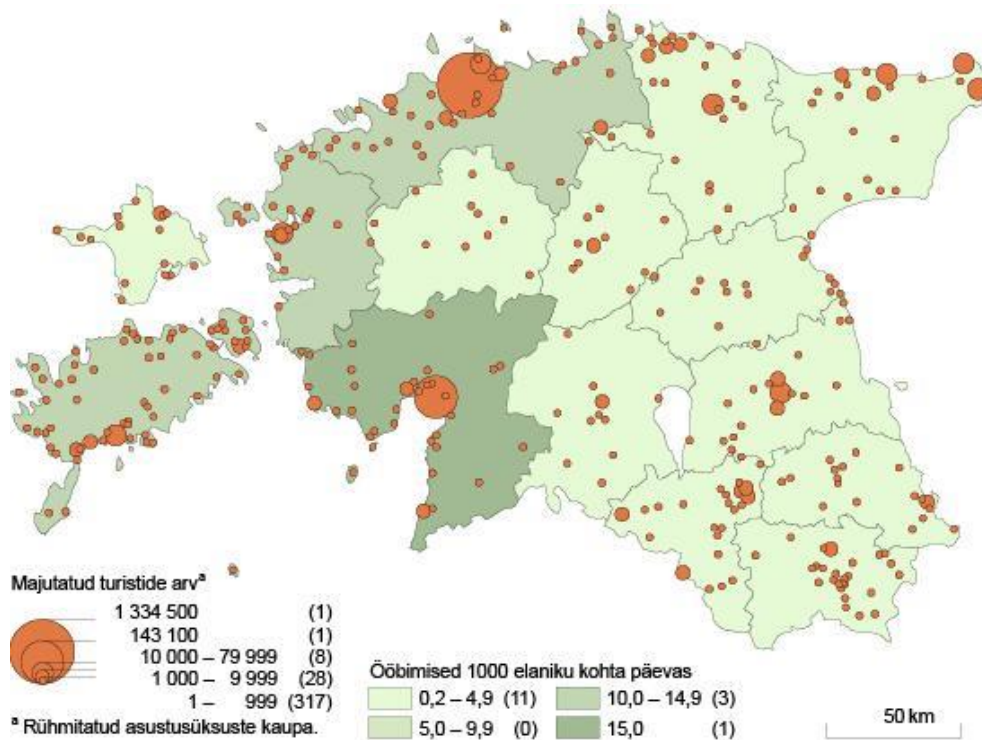 Majutatud turistide arvᵃ
1 334 500 (1)
143 100 (1)
10 000 – 79 999 (8)
1 000 – 9 999 (28)
1 – 999 (317)
ᵃ Rühmitatud asustusüksuste kaupa.
Ööbimised 1000 elaniku kohta päevas
0,2 – 4,9 (11) 10,0 – 14,9 (3)
5,0 – 9,9 (0) 15,0 (1)
50 km